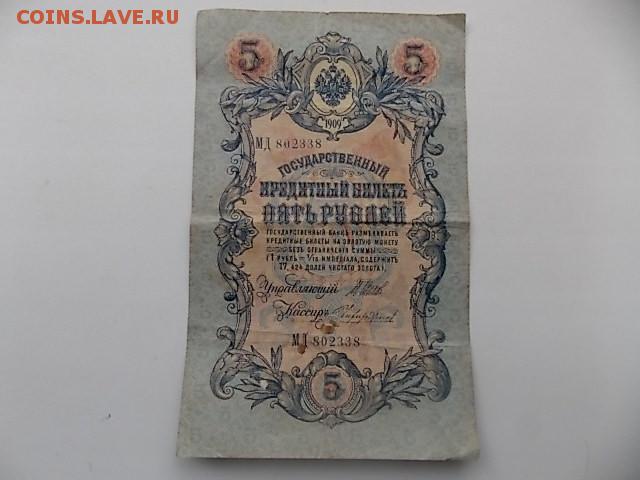 COINS.LAVE.RU
5 5
1909
МД 802338
ГОСУДАРСТВЕННЫЙ
КРЕДИТНЫЙ БИЛЕТЪ
ПЯТЬ РУБЛЕЙ
ГОСУДАРСТВЕННЫЙ БАНКЪ РАЗМѢНИВАЕТЪ
КРЕДИТНЫЕ БИЛЕТЫ НА ЗОЛОТУЮ МОНЕТУ
БЕЗЪ ОГРАНИЧЕНІЯ СУММЫ
(1 РУБЛЬ = 1/15 ИМПЕРІАЛА, СОДЕРЖИТЪ
17,424 ДОЛЕЙ ЧИСТАГО ЗОЛОТА).
Управляющій
Кассиръ
МД 802338
5